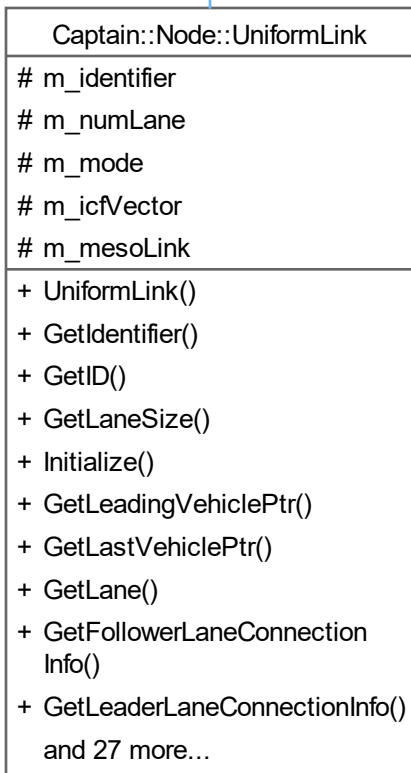 Captain::Node::UniformLink
# m_identifier
# m_numLane
# m_mode
# m_icfVector
# m_mesoLink
+ UniformLink()
+ GetIdentifier()
+ GetID()
+ GetLaneSize()
+ Initialize()
+ GetLeadingVehiclePtr()
+ GetLastVehiclePtr()
+ GetLane()
+ GetFollowerLaneConnection
Info()
+ GetLeaderLaneConnectionInfo()
and 27 more...